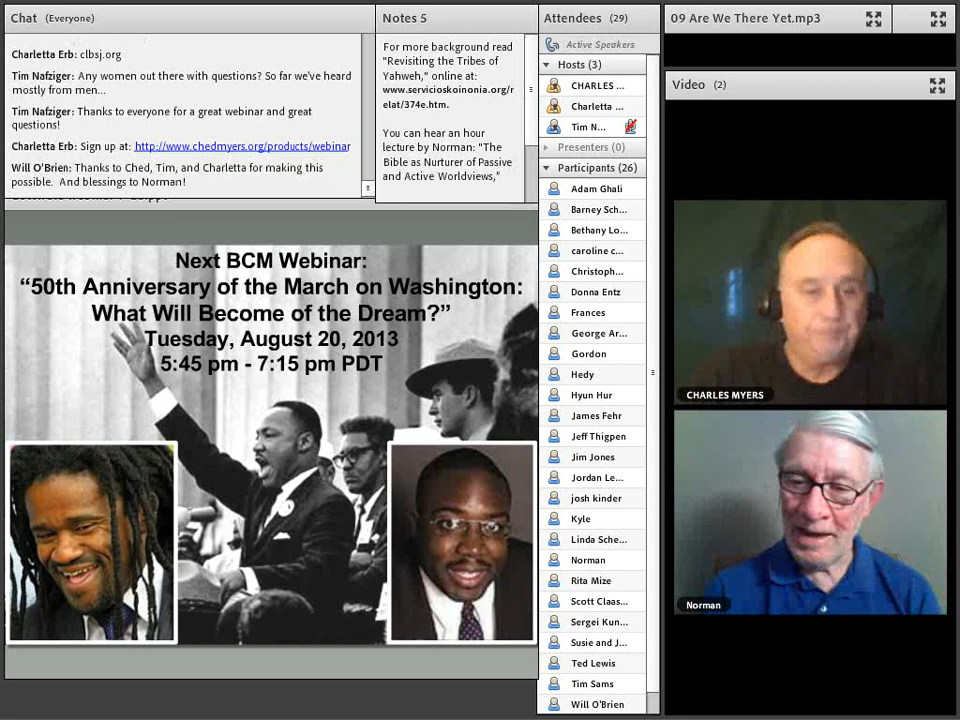 Chat (Everyone)
Charletta Erb: clbsj.org
Tim Nafziger: Any women out there with questions? So far we've heard
mostly from men...
Tim Nafziger: Thanks to everyone for a great webinar and great
questions!
Charletta Erb: Sign up at: http://www.chedmyers.org/products/webinar
Will O'Brien: Thanks to Ched, Tim, and Charletta for making this
possible. And blessings to Norman!
Notes 5
For more background read
"Revisiting the Tribes of
Yahweh," online at:
www.servicioskoinonia.org/r
elat/374e.htm.
You can hear an hour
lecture by Norman: "The
Bible as Nurturer of Passive
and Active Worldviews,"
Next BCM Webinar:
“50th Anniversary of the March on Washington:
What Will Become of the Dream?”
Tuesday, August 20, 2013
5:45 pm - 7:15 pm PDT
Attendees (29)
Active Speakers
Hosts (3)
CHARLES ...
Charletta ...
Tim N...
Presenters (0)
Participants (26)
Adam Ghali
Barney Sch...
Bethany Lo...
caroline c...
Christoph...
Donna Entz
Frances
George Ar...
Gordon
Hedy
Hyun Hur
James Fehr
Jeff Thigpen
Jim Jones
Jordan Le...
josh kinder
Kyle
Linda Sche...
Norman
Rita Mize
Scott Claas...
Sergei Kun...
Susie and J...
Ted Lewis
Tim Sams
Will O'Brien
09 Are We There Yet.mp3
Video (2)
CHARLES MYERS
Norman